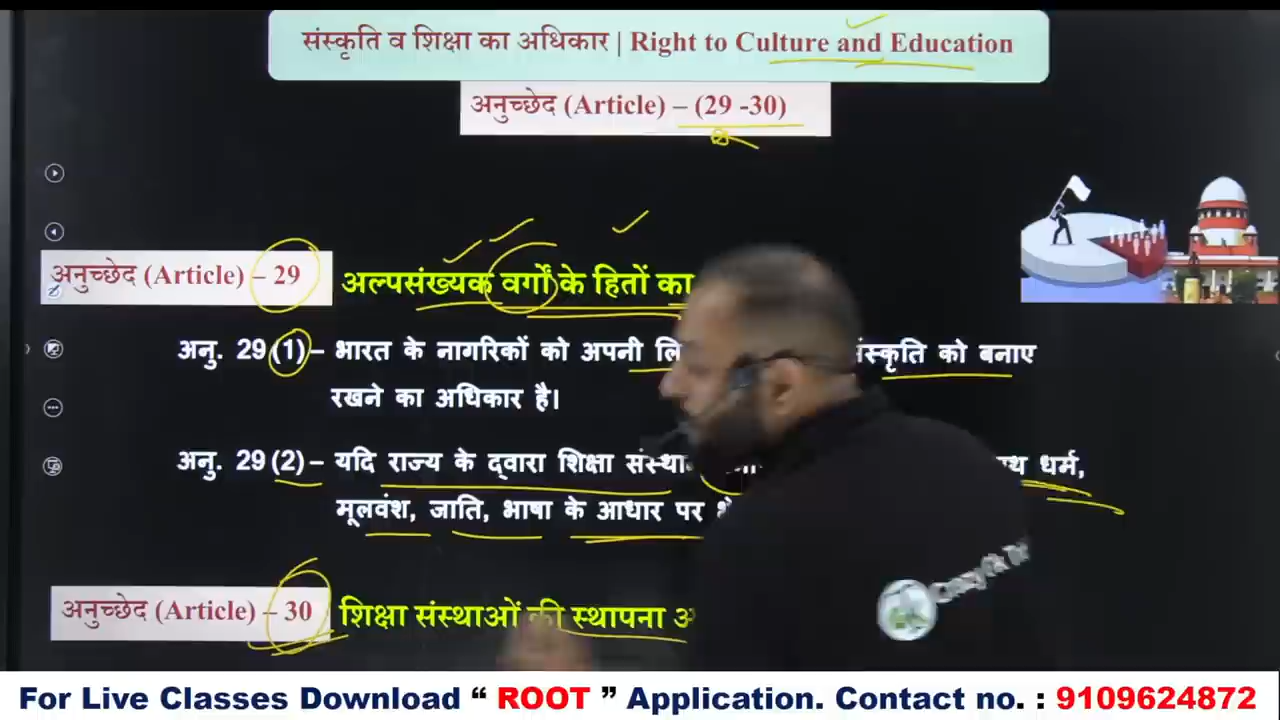 संस्कृति व शिक्षा का अधिकार | Right to Culture and Education
अनुच्छेद (Article) – (29 -30)
अनुच्छेद (Article) – 29
अल्पसंख्यक वर्गों के हितों का
अनु. 29 (1) – भारत के नागरिकों को अपनी को बनाए
रखने का अधिकार है।
अनु. 29 (2) – यदि राज्य के द्वारा शिक्षा धर्म,
मूलवंश, जाति, भाषा के आधार पर
अनुच्छेद (Article) – 30
शिक्षा संस्थाओं की स्थापना
For Live Classes Download “ ROOT ” Application. Contact no. : 9109624872